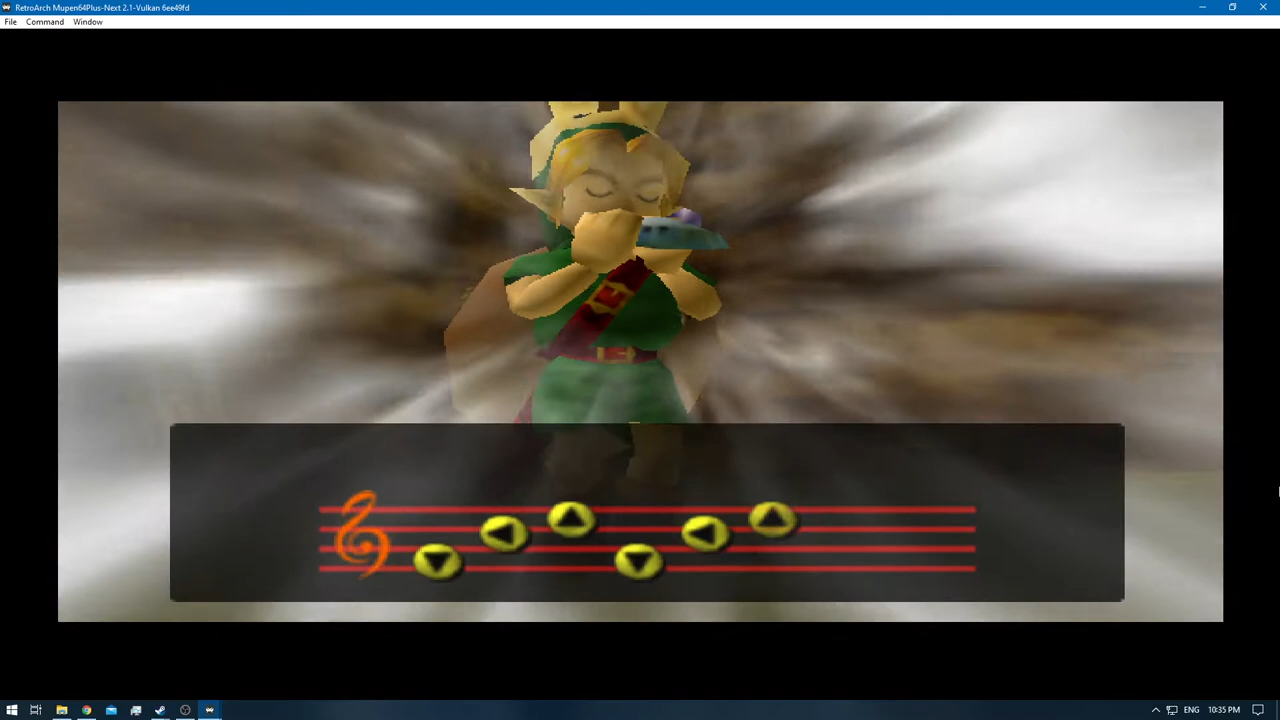 RetroArch Mupen64Plus-Next 2.1-Vulkan 6ee49fd
File Command Window
ENG 10:35 PM